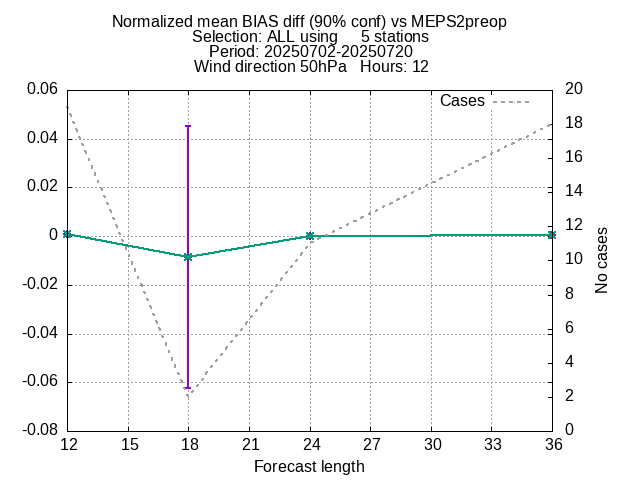 Normalized mean BIAS diff (90% conf) vs MEPS2preop
Selection: ALL using     5 stations
Period: 20250702-20250720
Wind direction 50hPa   Hours: 12
Cases
0.06
0.04
0.02
0
-0.02
-0.04
-0.06
-0.08
20
18
16
14
12
10
8
6
4
2
0
No cases
12 15 18 21 24 27 30 33 36
Forecast length